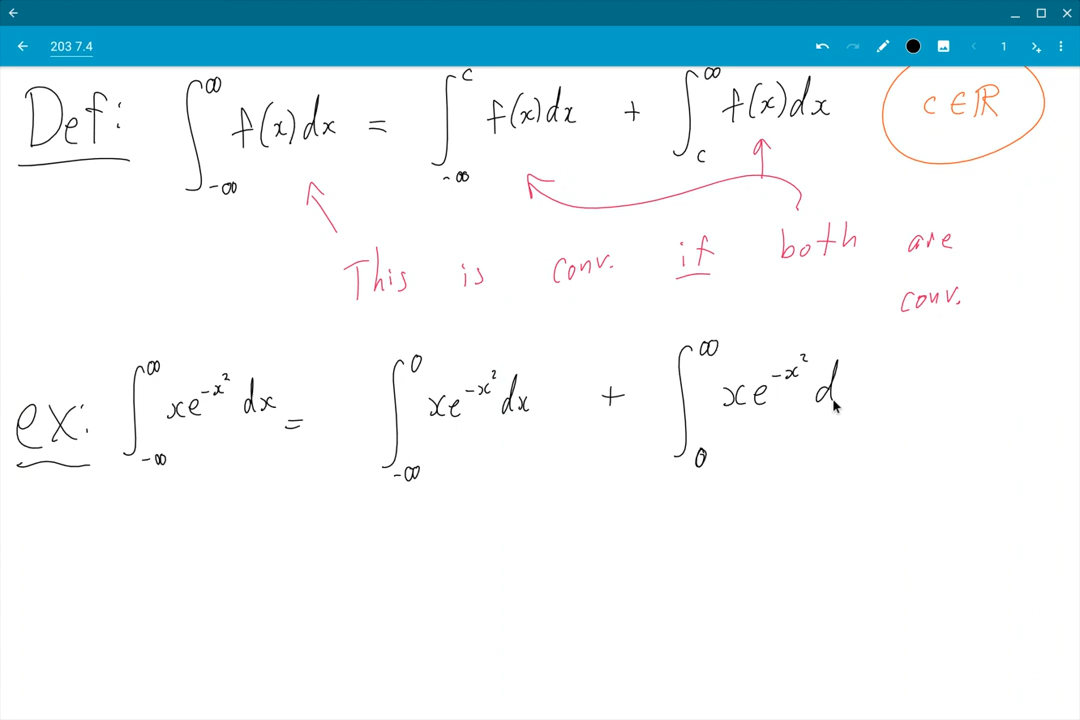 203 7.4
1
Def: ∫_{-∞}^{∞} f(x)dx = ∫_{-∞}^{c} f(x)dx + ∫_{c}^{∞} f(x)dx c∈ℝ
This is conv. if both are
conv.
ex: ∫_{-∞}^{∞} xe^{-x²} dx = ∫_{-∞}^{0} xe^{-x²} dx + ∫_{0}^{∞} xe^{-x²} d